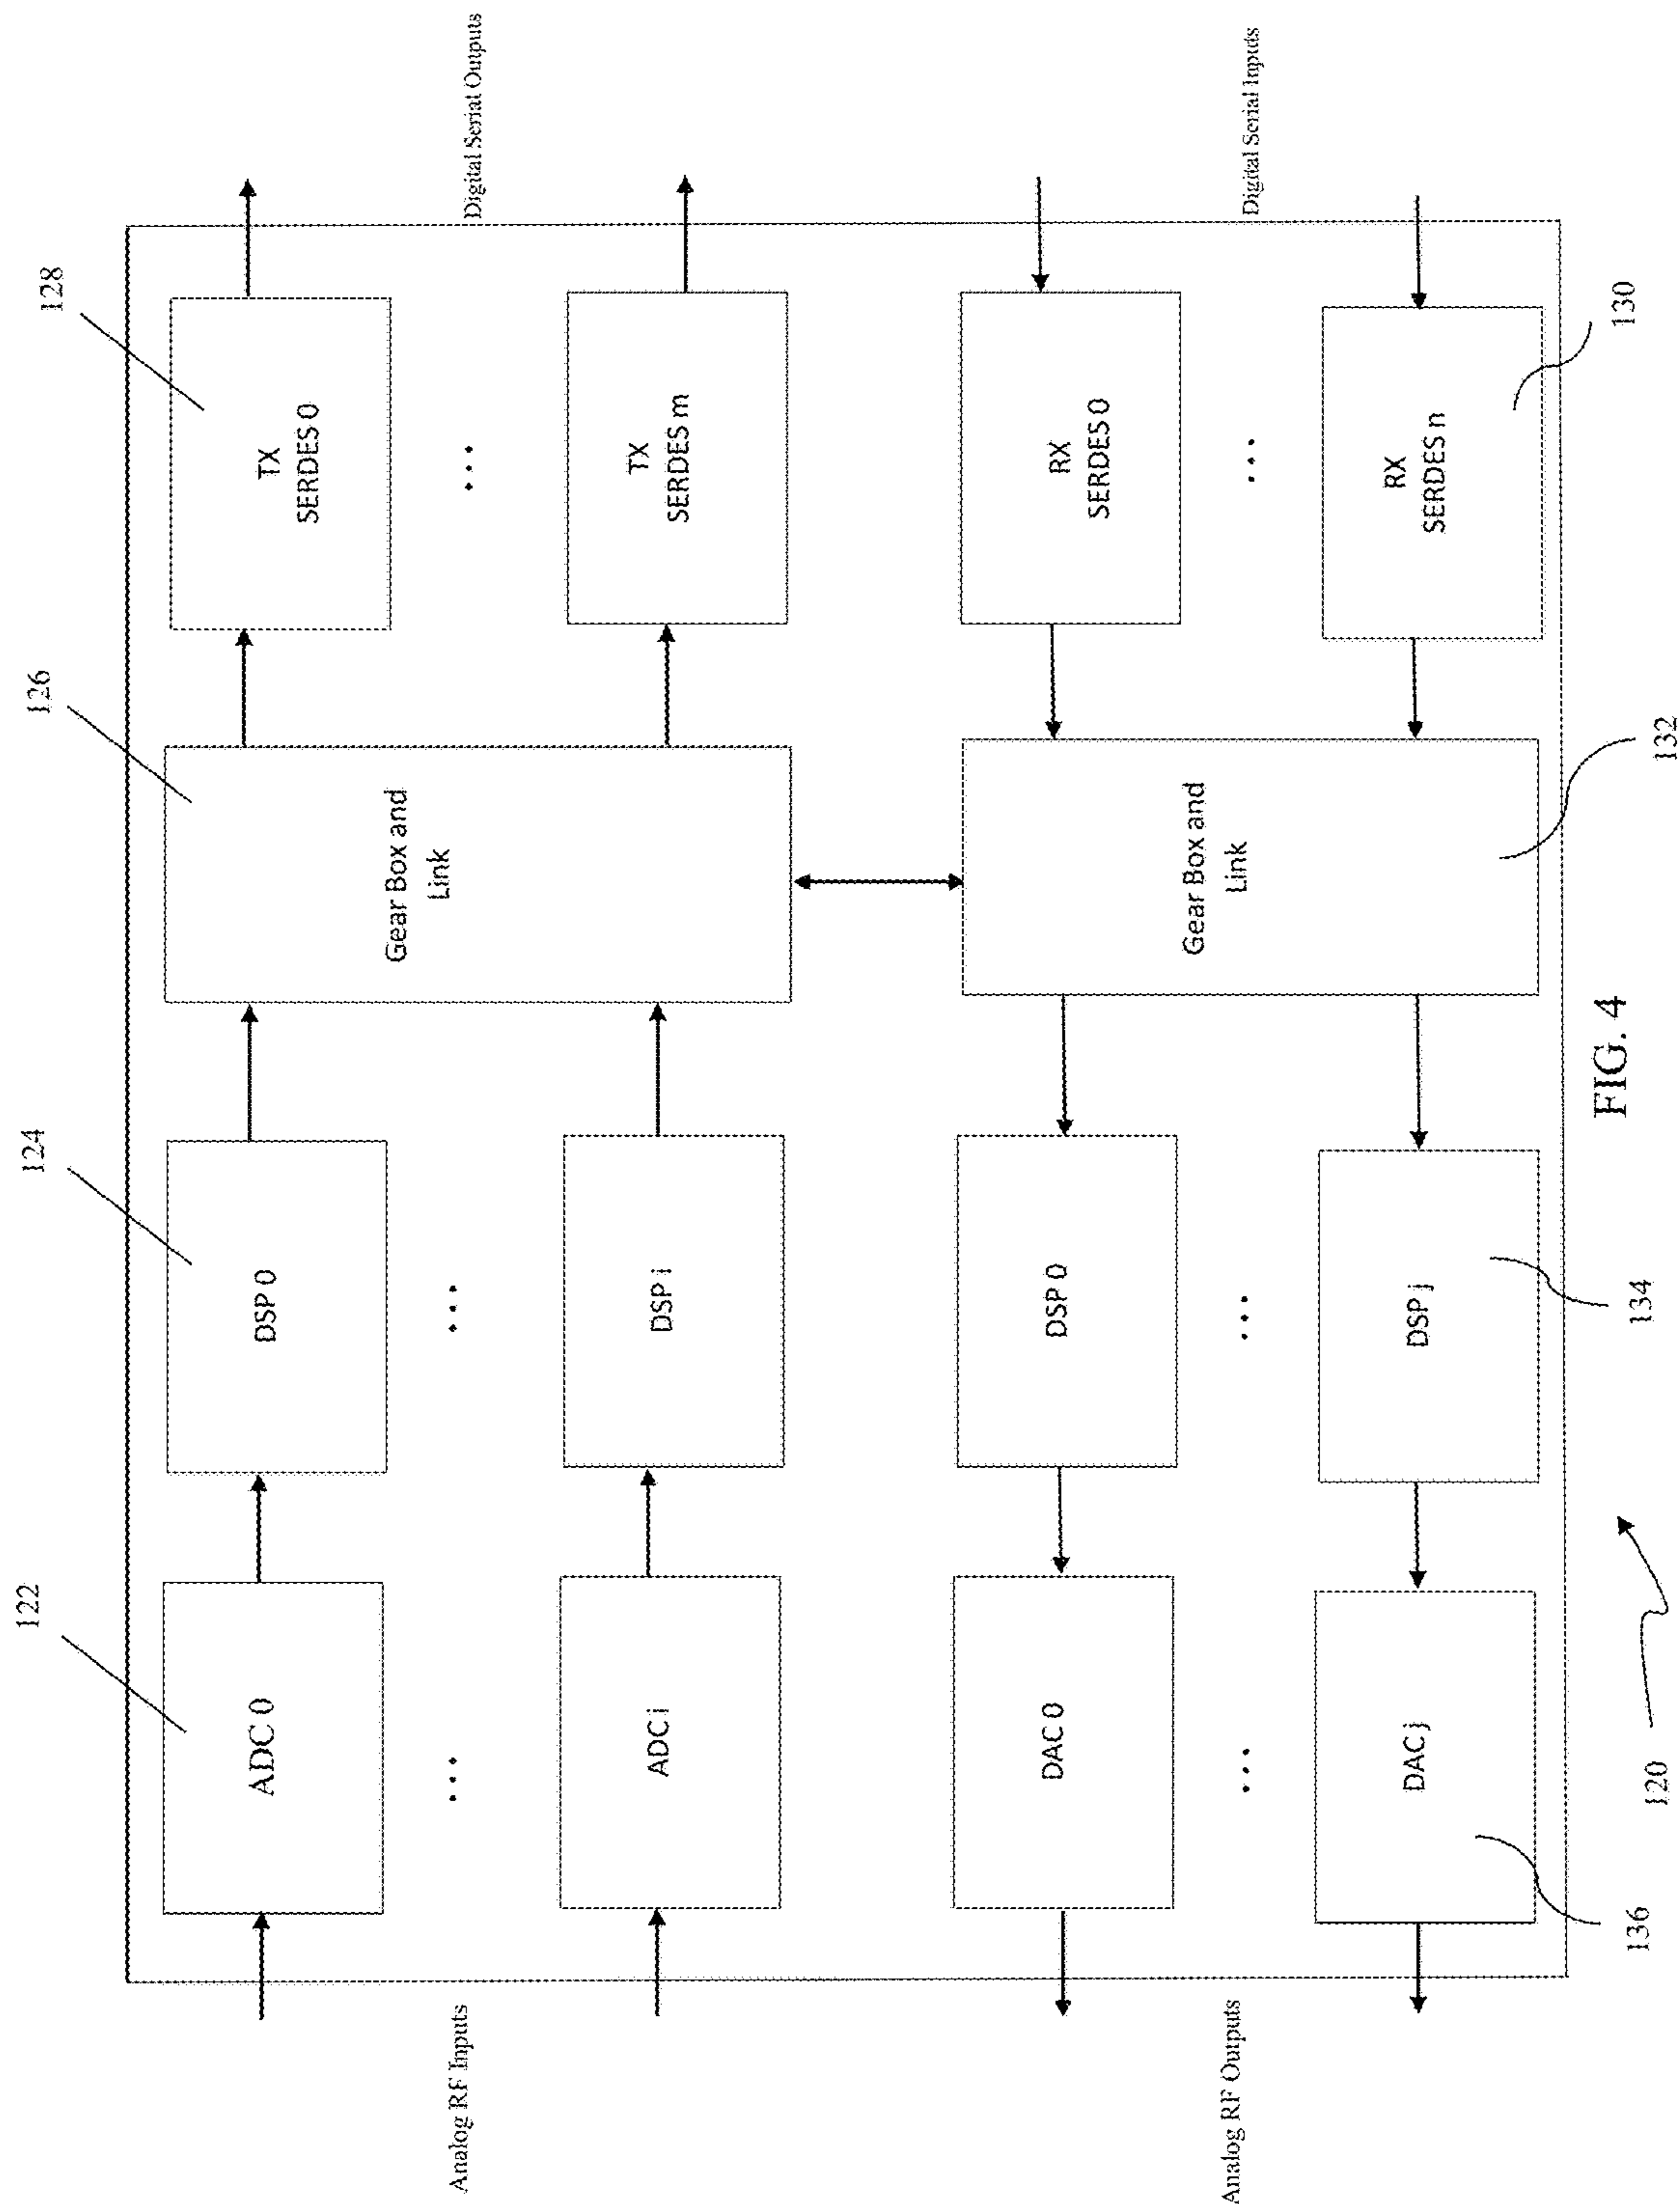 122
124
126
128
Analog RF Inputs
ADC 0
DSP 0
Gear Box and
Link
TX
SERDES 0
Digital Serial Outputs
...
...
...
ADC i
DSP i
TX
SERDES m
DAC 0
DSP 0
Gear Box and
Link
RX
SERDES 0
Analog RF Outputs
...
...
...
Digital Serial Inputs
DAC j
DSP j
RX
SERDES n
120
136
134
132
130
FIG. 4